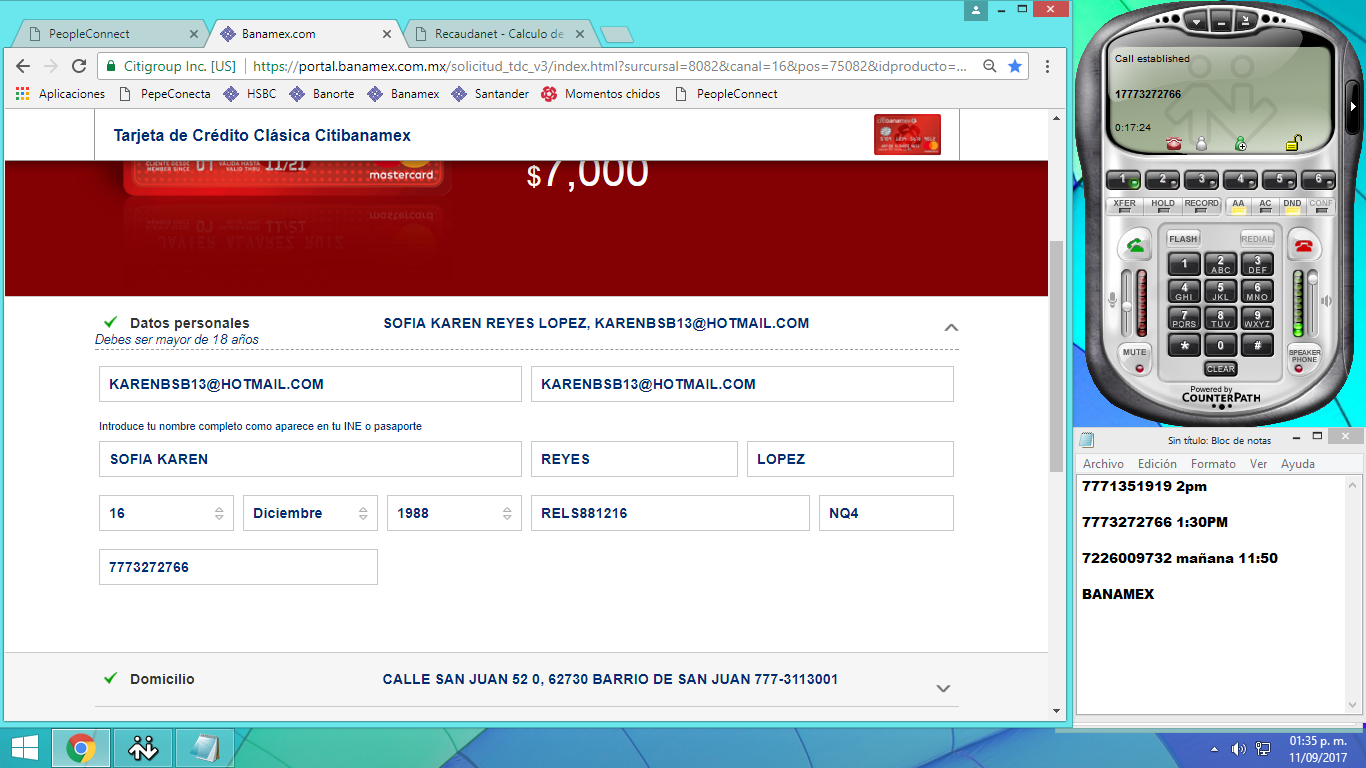 PeopleConnect
Banamex.com
Recaudanet - Calculo de
Citigroup Inc. [US]
https://portal.banamex.com.mx/solicitud_tdc_v3/index.html?surcursal=8082&canal=16&pos=75082&idproducto=...
Aplicaciones
PepeConecta
HSBC
Banorte
Banamex
Santander
Momentos chidos
PeopleConnect
Tarjeta de Crédito Clásica Citibanamex
mastercard
$7,000
Datos personales
SOFIA KAREN REYES LOPEZ, KARENBSB13@HOTMAIL.COM
Debes ser mayor de 18 años
KARENBSB13@HOTMAIL.COM
KARENBSB13@HOTMAIL.COM
Introduce tu nombre completo como aparece en tu INE o pasaporte
SOFIA KAREN
REYES
LOPEZ
16
Diciembre
1988
RELS881216
NQ4
7773272766
Domicilio
CALLE SAN JUAN 52 0, 62730 BARRIO DE SAN JUAN 777-3113001
Call established
17773272766
0:17:24
1 2 3 4 5 6
XFER HOLD RECORD AA AC DND CONF
FLASH
REDIAL
1
2 ABC
3 DEF
4 GHI
5 JKL
6 MNO
7 PQRS
8 TUV
9 WXYZ
* 0 #
MUTE
SPEAKER PHONE
CLEAR
Powered by
COUNTERPATH
Sin título: Bloc de notas
Archivo Edición Formato Ver Ayuda
7771351919 2pm
7773272766 1:30PM
7226009732 mañana 11:50
BANAMEX
01:35 p. m.
11/09/2017